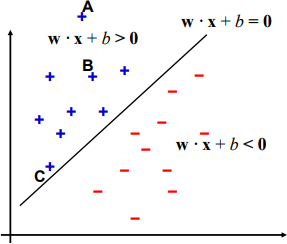 A
w · x + b = 0
w · x + b > 0
B
w · x + b < 0
C